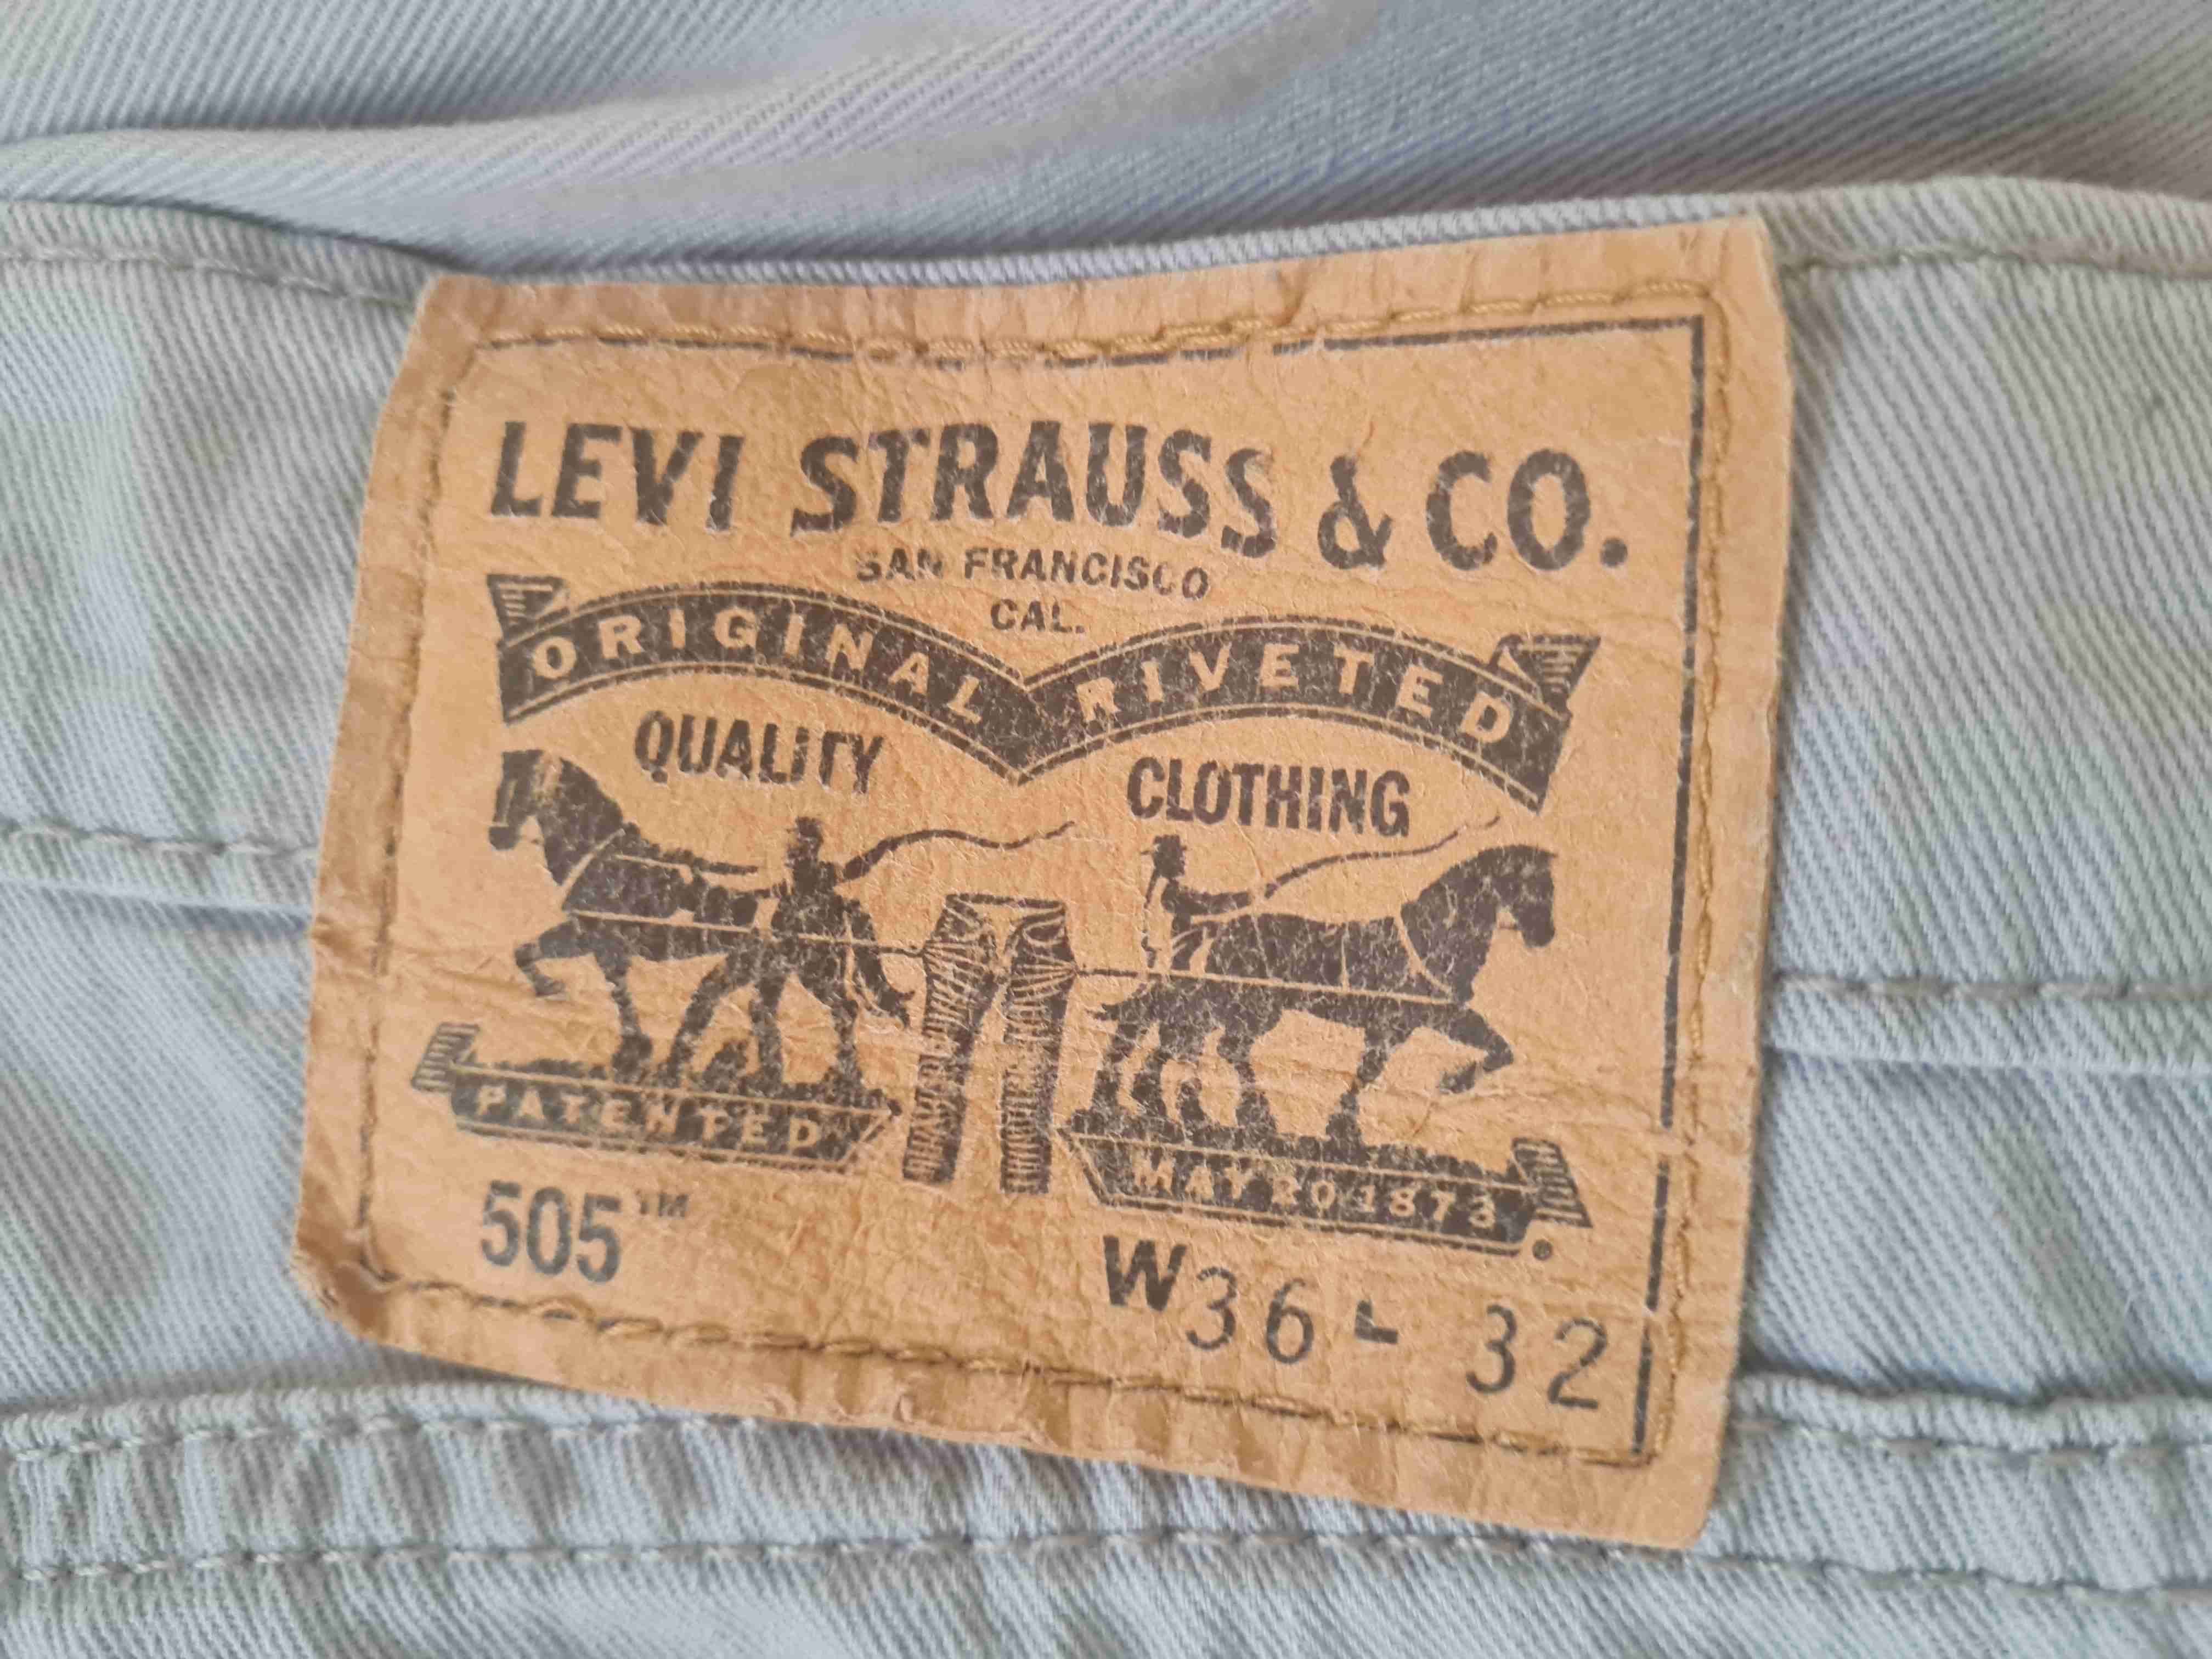 LEVI STRAUSS & CO.
SAN FRANCISCO
CAL.
ORIGINAL RIVETED
QUALITY CLOTHING
PATENTED
MAY 20 1873
®
505™
W36 L 32